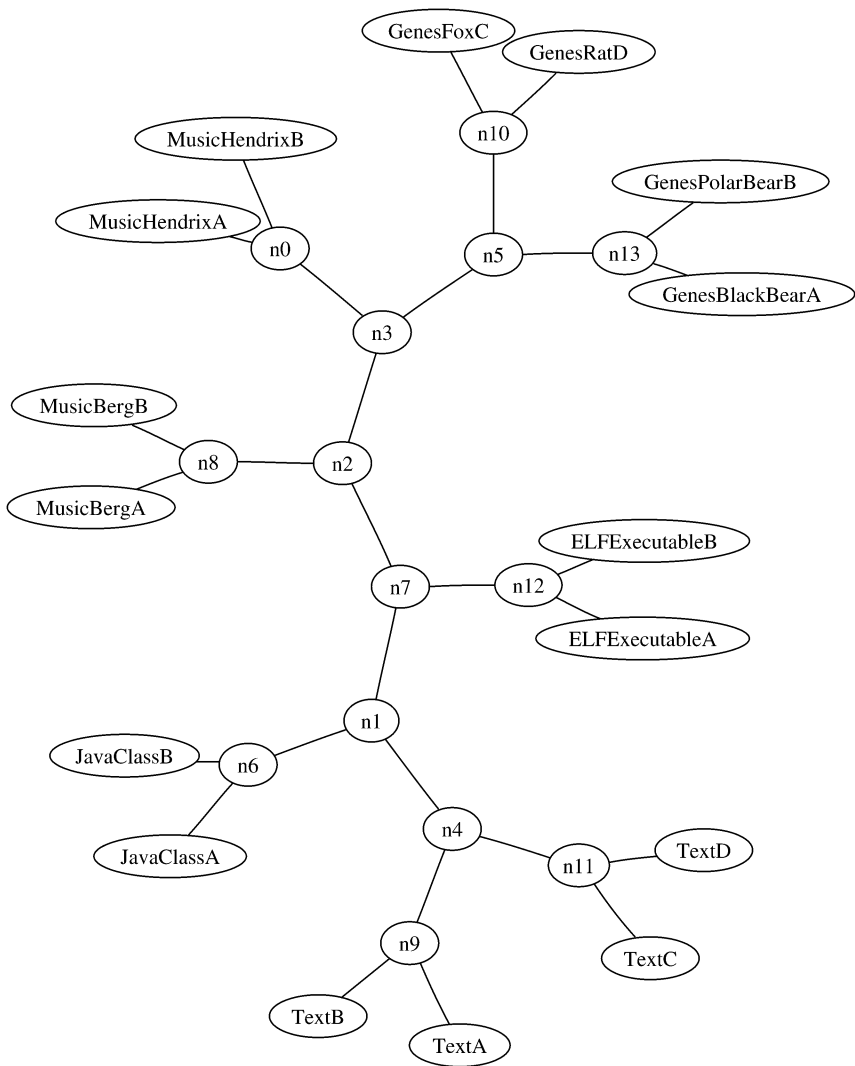 GenesFoxC
GenesRatD
n10
MusicHendrixB
GenesPolarBearB
MusicHendrixA
n0
n5
n13
GenesBlackBearA
n3
MusicBergB
n8
n2
MusicBergA
ELFExecutableB
n7
n12
ELFExecutableA
n1
JavaClassB
n6
n4
JavaClassA
n11
TextD
n9
TextC
TextB
TextA